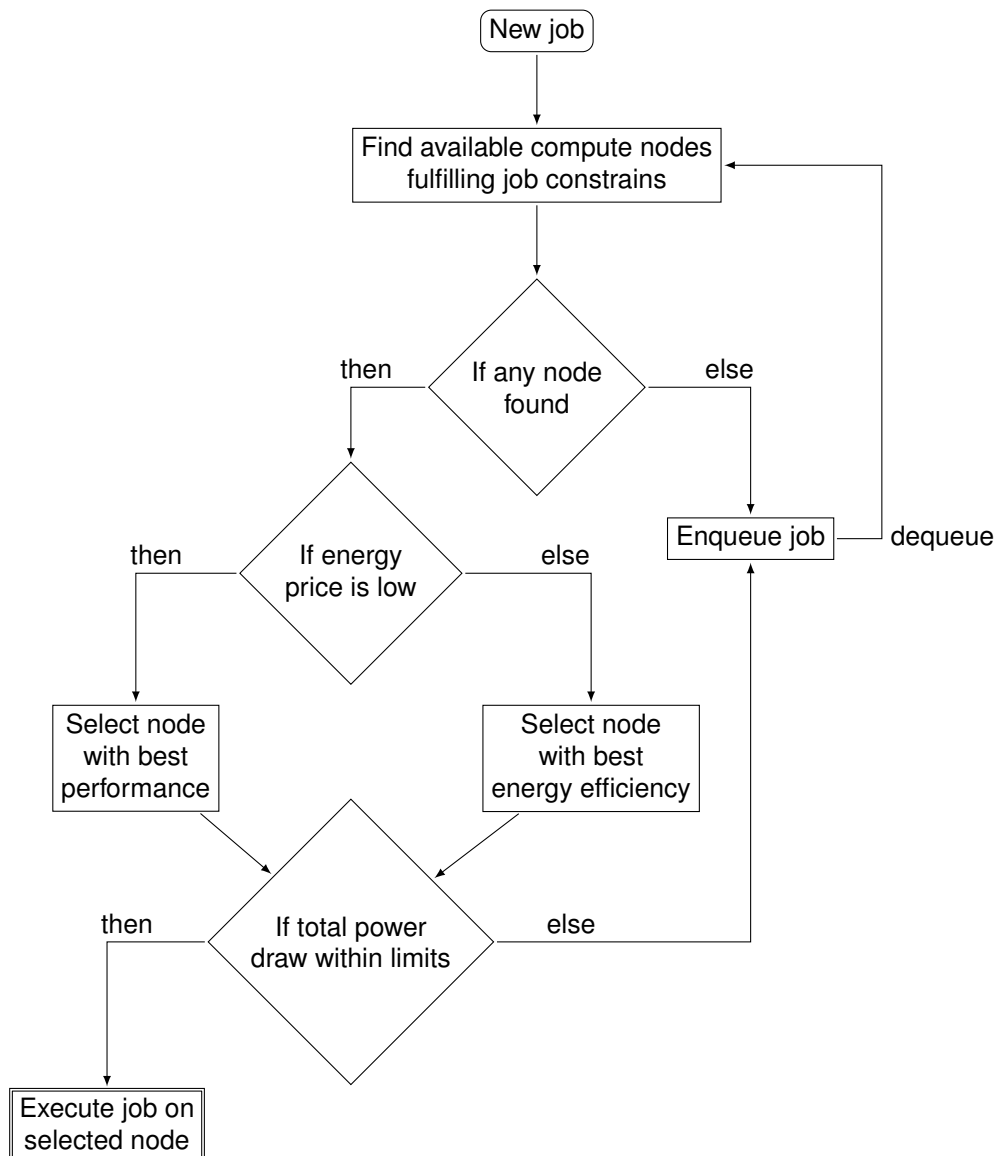 New job
Find available compute nodes
fulfilling job constrains
If any node
found
then
else
If energy
price is low
then
else
Enqueue job
dequeue
Select node
with best
performance
Select node
with best
energy efficiency
If total power
draw within limits
then
else
Execute job on
selected node